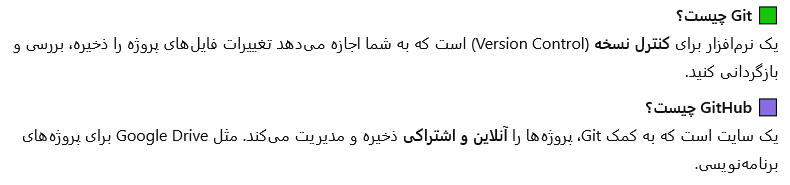 Git چیست؟
یک نرم‌افزار برای کنترل نسخه (Version Control) است که به شما اجازه می‌دهد تغییرات فایل‌های پروژه را ذخیره، بررسی و
بازگردانی کنید.
GitHub چیست؟
یک سایت است که به کمک Git، پروژه‌ها را آنلاین و اشتراکی ذخیره و مدیریت می‌کند. مثل Google Drive برای پروژه‌های
برنامه‌نویسی.